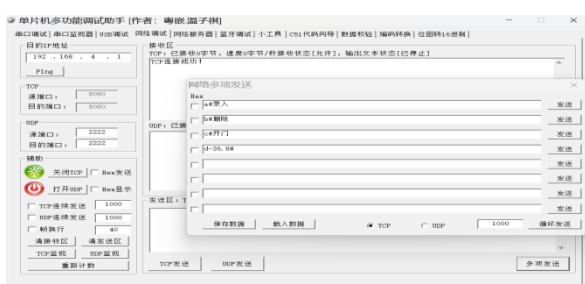 单片机多功能调试助手 [作者: 粤嵌.温子祺]
串口调试 | 串口监视器 | USB调试 网络调试 | 网络服务器 | 蓝牙调试 | 小工具 | C51代码向导 | 数据校验 | 编码转换 | 位图转16进制
目的IP地址
192 .168 . 4 . 1
Ping
TCP
源端口: 8080
目的端口: 8080
UDP
源端口: 2222
目的端口: 2222
辅助
关闭TCP Hex发送
打开UDP Hex显示
TCP连续发送 1000
UDP连续发送 1000
帧换行 40
清接收区 清发送区
TCP监视 UDP监视
重新计数
接收区
TCP: 已接收0字节, 速度0字节/秒接收状态[允许], 输出文本状态[已停止]
TCP连接成功!
UDP: 已接
发送区: T
TCP发送 UDP发送 多项发送
网络多项发送
Hex
a#录入 发送
b#删除 发送
c#开门 发送
d-36.8# 发送
发送
发送
发送
保存数据 载入数据 TCP UDP 1000 循环发送